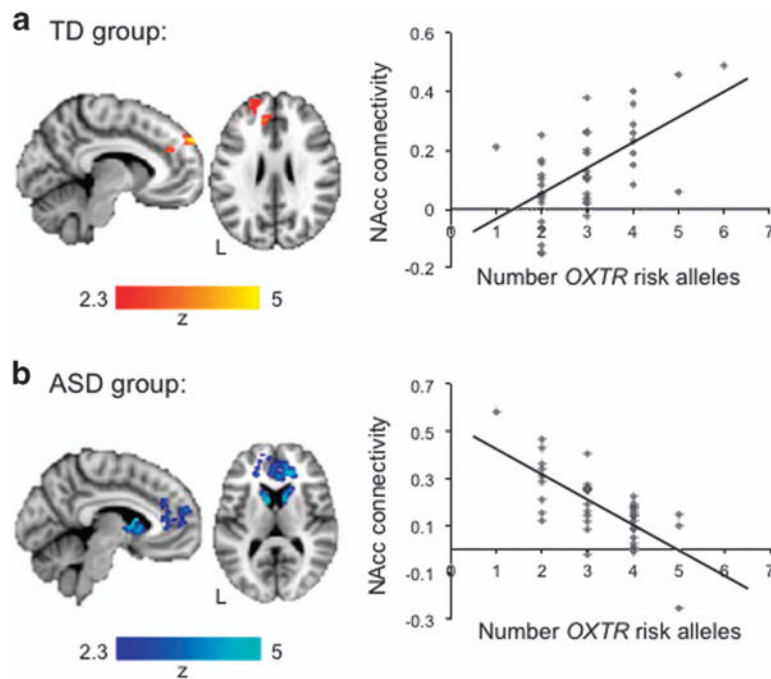 a TD group:
L
2.3 5
z
NAcc connectivity
0.6
0.4
0.2
0
-0.2
0 1 2 3 4 5 6 7
Number OXTR risk alleles
b ASD group:
L
2.3 5
z
NAcc connectivity
0.7
0.5
0.3
0.1
-0.1
-0.3
0 1 2 3 4 5 6 7
Number OXTR risk alleles